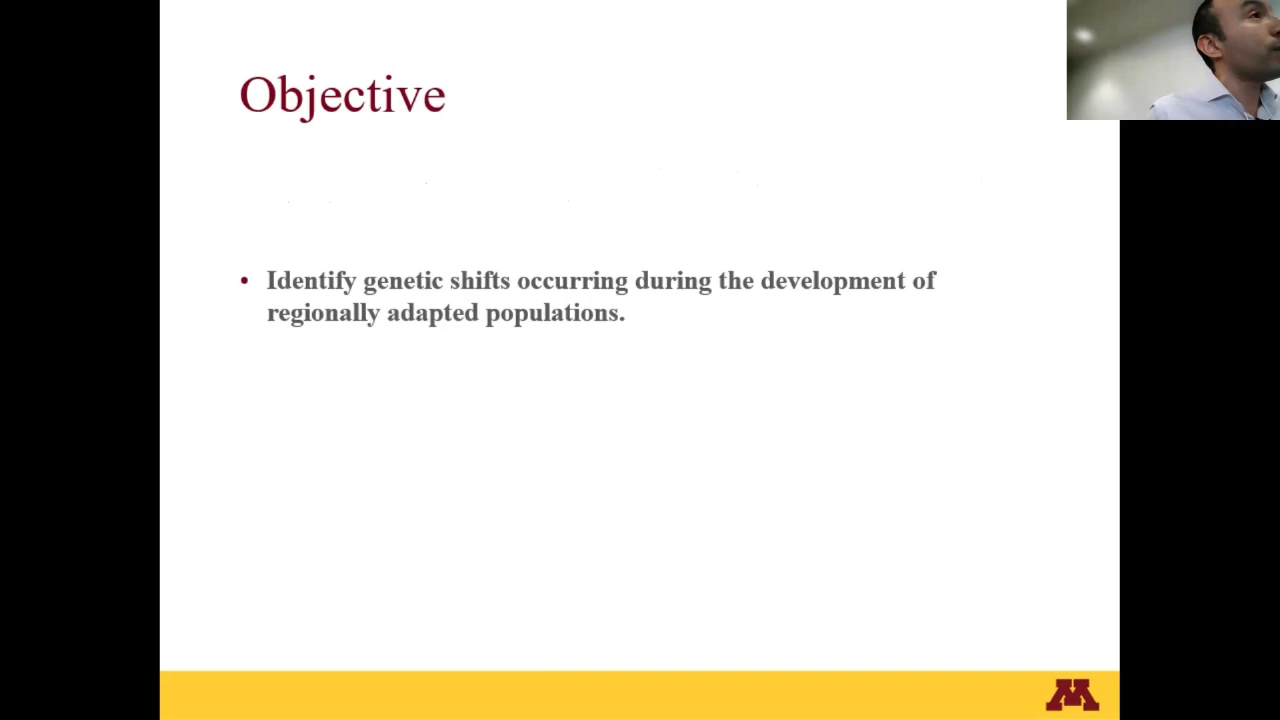 Objective
• Identify genetic shifts occurring during the development of
regionally adapted populations.
M